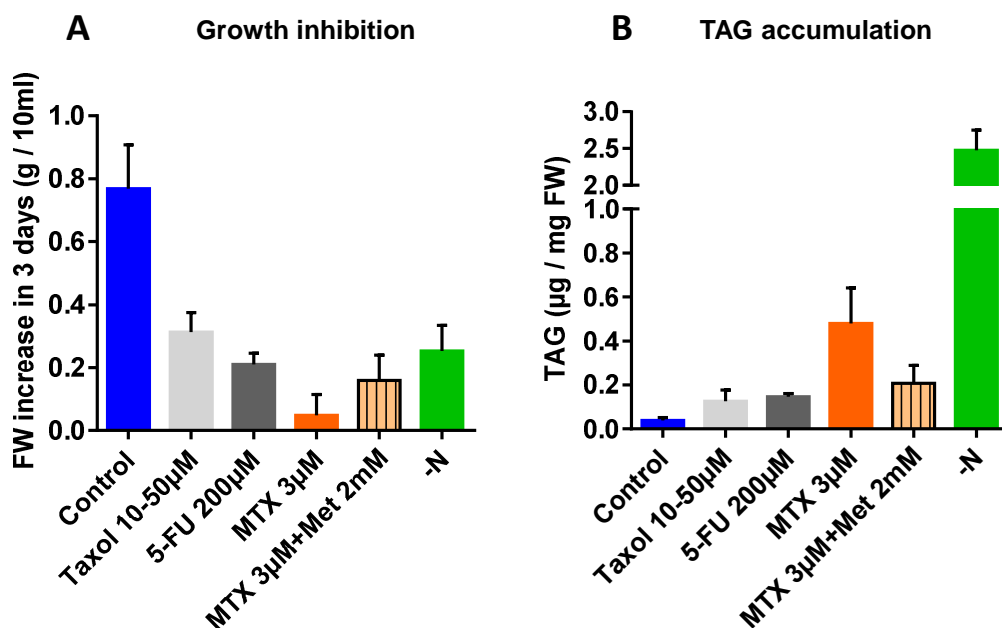 A Growth inhibition
FW increase in 3 days (g / 10ml)
1.0
0.8
0.6
0.4
0.2
0.0
Control
Taxol 10-50µM
5-FU 200µM
MTX 3µM
MTX 3µM+Met 2mM
-N
B TAG accumulation
TAG (µg / mg FW)
3.0
2.5
2.0
1.0
0.8
0.6
0.4
0.2
0.0
Control
Taxol 10-50µM
5-FU 200µM
MTX 3µM
MTX 3µM+Met 2mM
-N